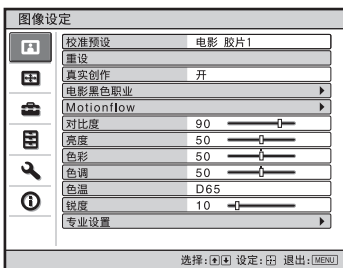 图像设定
校准预设 电影 胶片1
重设
真实创作 开
电影黑色职业
Motionflow
对比度 90
亮度 50
色彩 50
色调 50
色温 D65
锐度 10
专业设置
选择: 设定: 退出: MENU